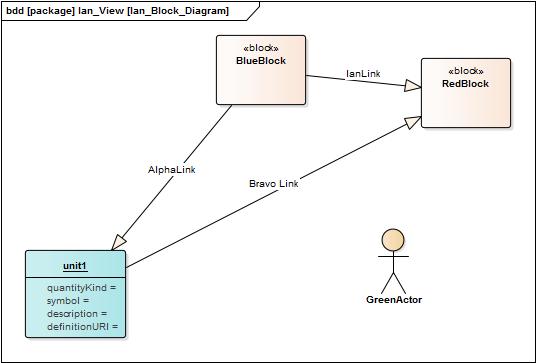 bdd [package] Ian_View [Ian_Block_Diagram]
«block»
BlueBlock
IanLink
«block»
RedBlock
AlphaLink
Bravo Link
unit1
quantityKind =
symbol =
description =
definitionURI =
GreenActor